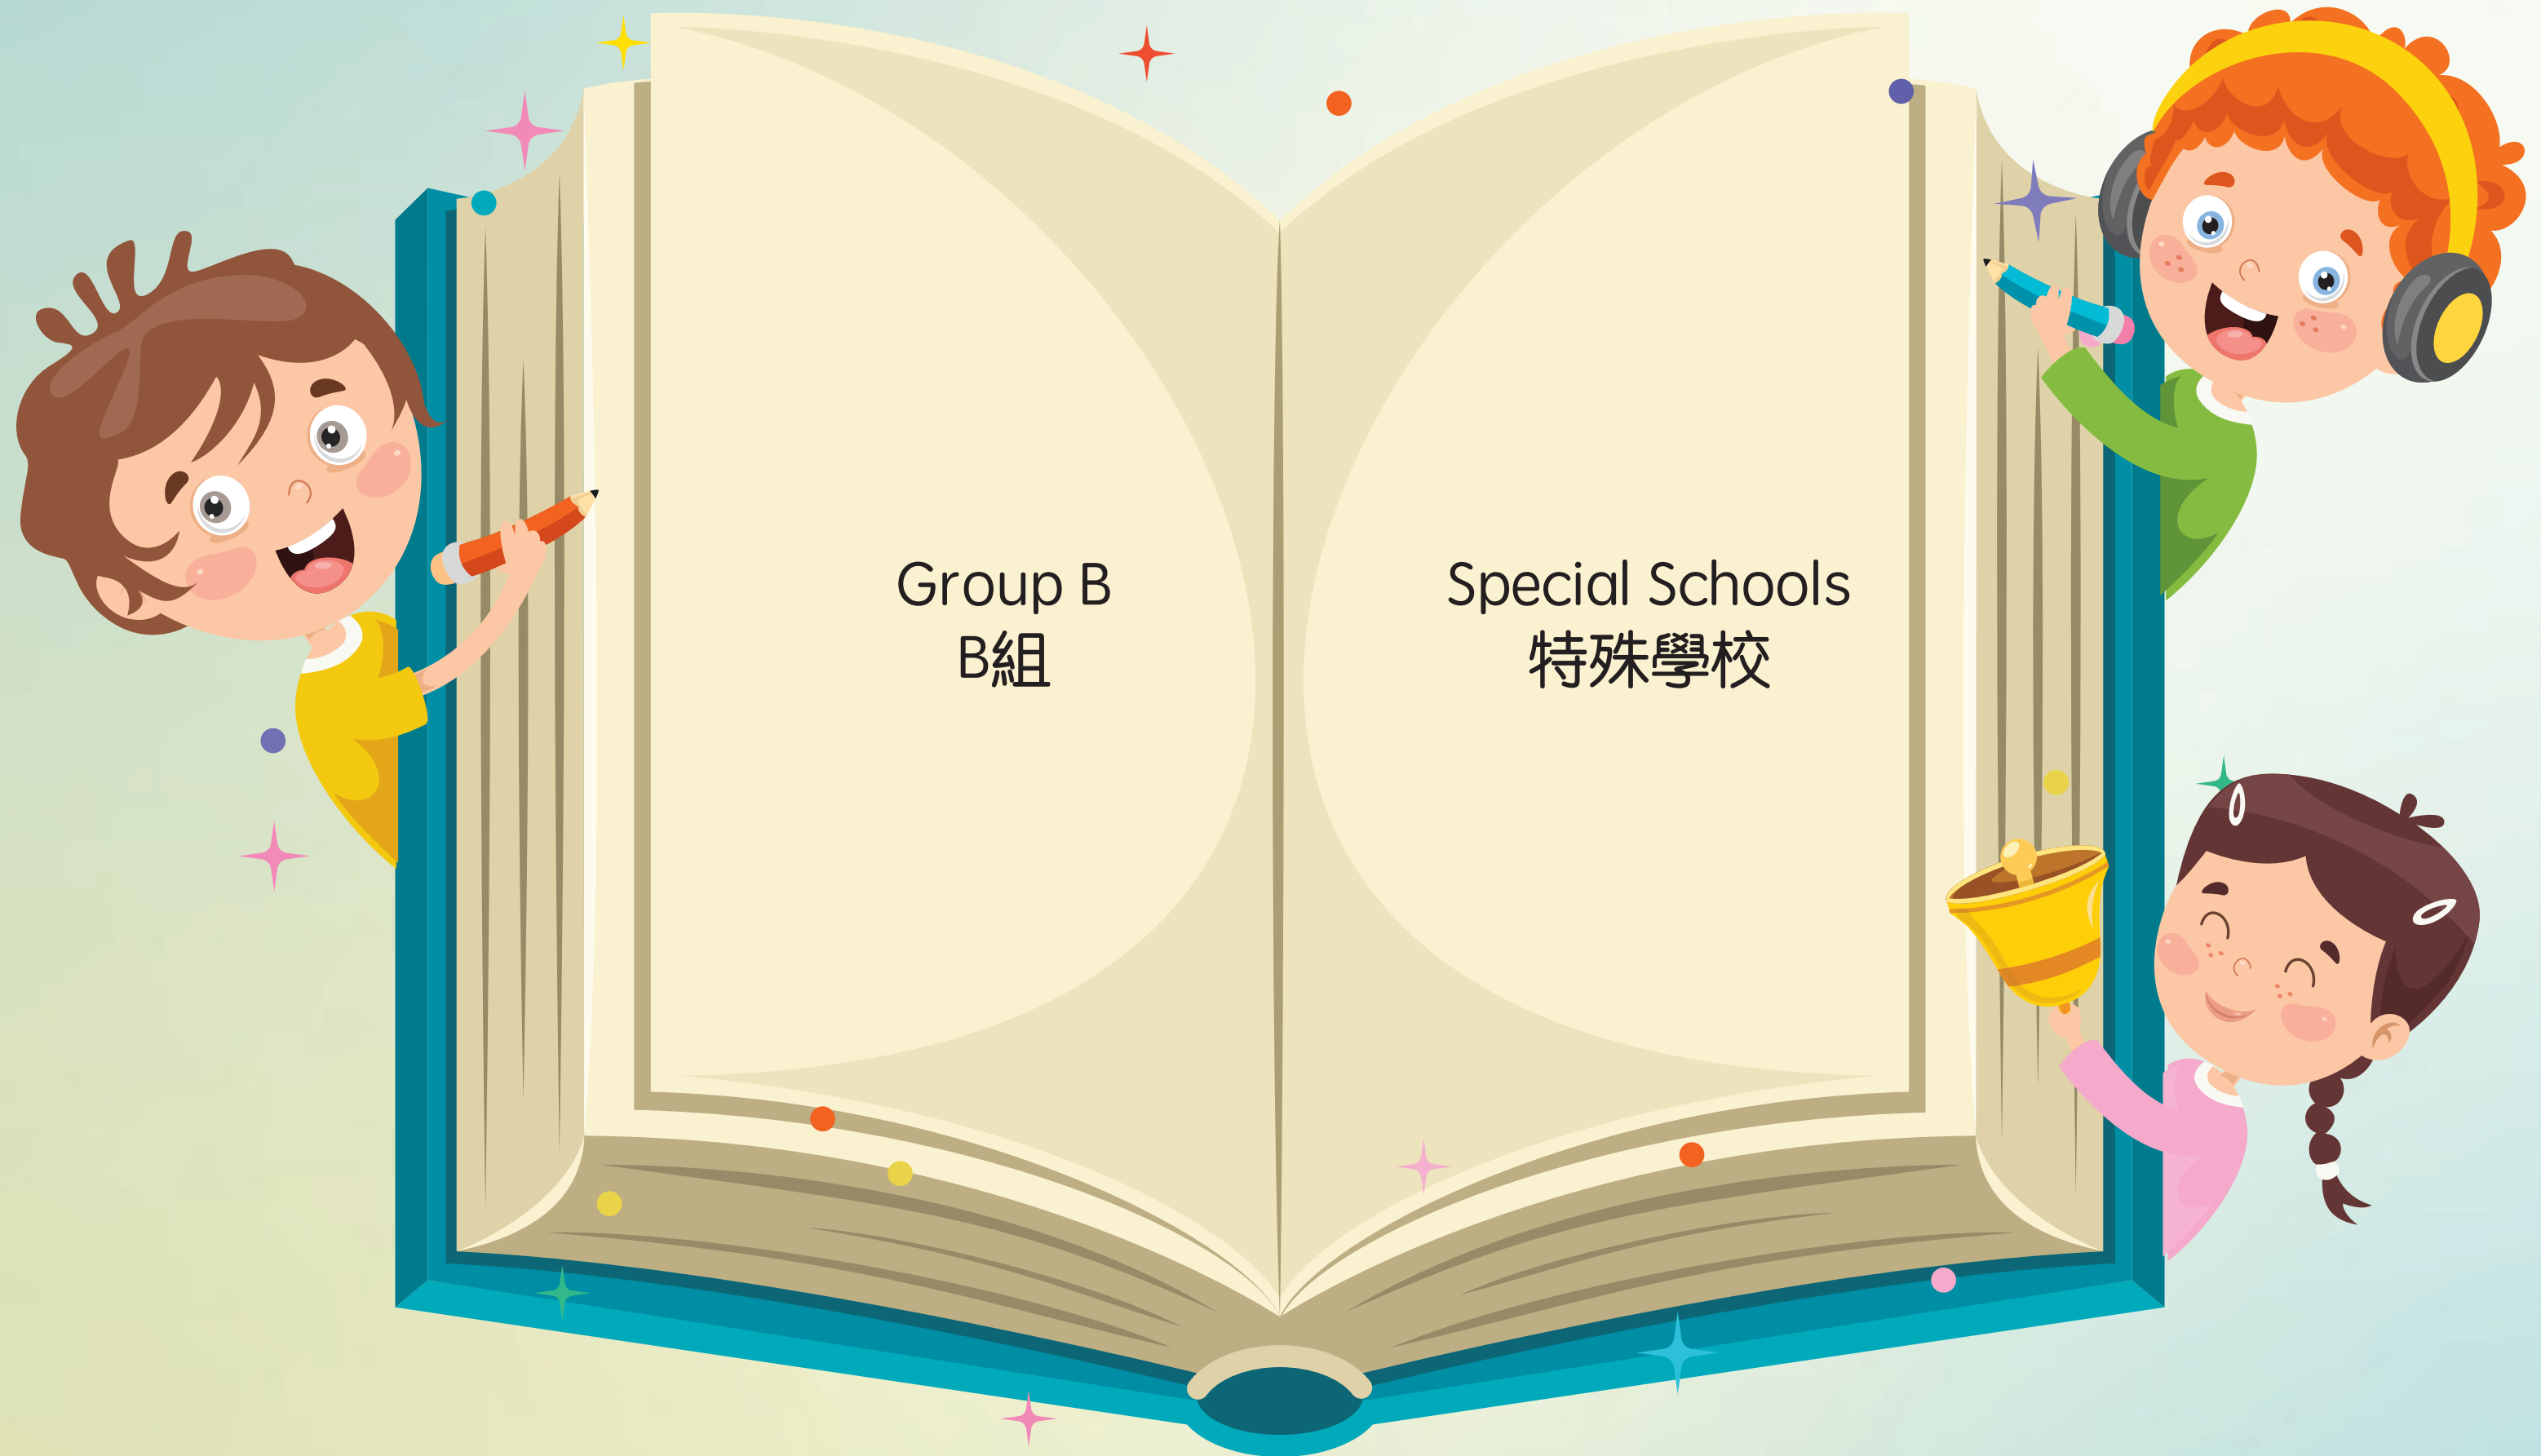 Group B
B組
Special Schools
特殊學校